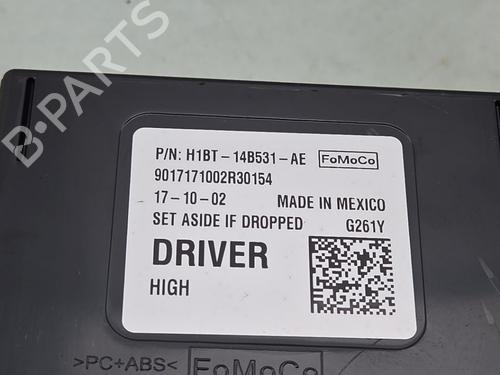 B-PARTS
P/N: H1BT-14B531-AE FoMoCo
9017171002R30154
17-10-02 MADE IN MEXICO
SET ASIDE IF DROPPED G261Y
DRIVER
HIGH
>PC+ABS< FoMoCo